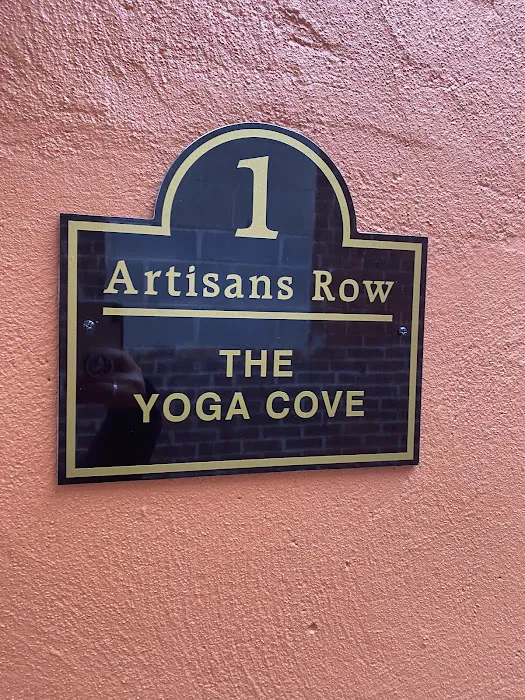 1
Artisans Row
THE
YOGA COVE